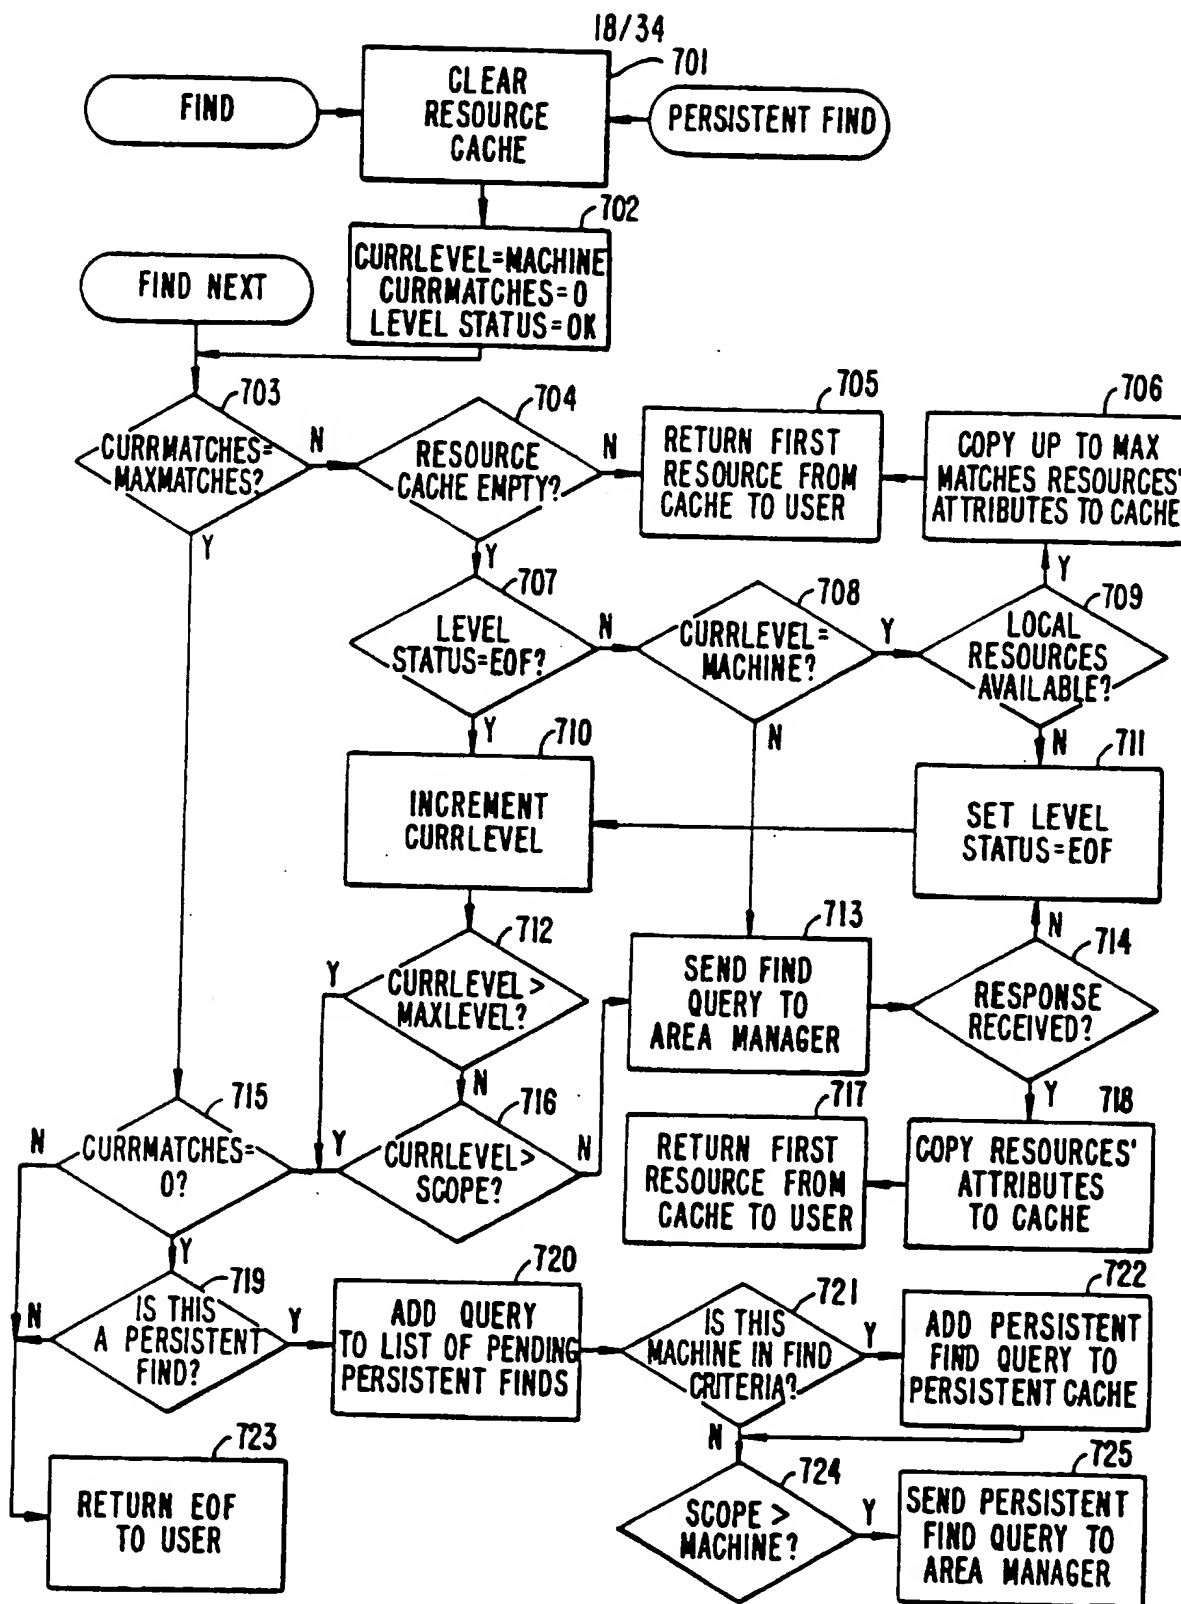 18/34
701
CLEAR
RESOURCE
CACHE
FIND
PERSISTENT FIND
702
CURRLEVEL=MACHINE
CURRMATCHES=0
LEVEL STATUS=OK
FIND NEXT
703
CURRMATCHES=
MAXMATCHES?
N
Y
704
RESOURCE
CACHE EMPTY?
N
Y
705
RETURN FIRST
RESOURCE FROM
CACHE TO USER
706
COPY UP TO MAX
MATCHES RESOURCES'
ATTRIBUTES TO CACHE
707
LEVEL
STATUS=EOF?
N
Y
708
CURRLEVEL=
MACHINE?
Y
N
709
LOCAL
RESOURCES
AVAILABLE?
Y
N
710
INCREMENT
CURRLEVEL
711
SET LEVEL
STATUS=EOF
712
CURRLEVEL>
MAXLEVEL?
Y
N
713
SEND FIND
QUERY TO
AREA MANAGER
714
RESPONSE
RECEIVED?
N
Y
715
CURRMATCHES=
0?
N
Y
716
CURRLEVEL>
SCOPE?
Y
N
717
RETURN FIRST
RESOURCE FROM
CACHE TO USER
718
COPY RESOURCES'
ATTRIBUTES
TO CACHE
719
IS THIS
A PERSISTENT
FIND?
N
Y
720
ADD QUERY
TO LIST OF PENDING
PERSISTENT FINDS
721
IS THIS
MACHINE IN FIND
CRITERIA?
Y
N
722
ADD PERSISTENT
FIND QUERY TO
PERSISTENT CACHE
723
RETURN EOF
TO USER
724
SCOPE >
MACHINE?
Y
725
SEND PERSISTENT
FIND QUERY TO
AREA MANAGER